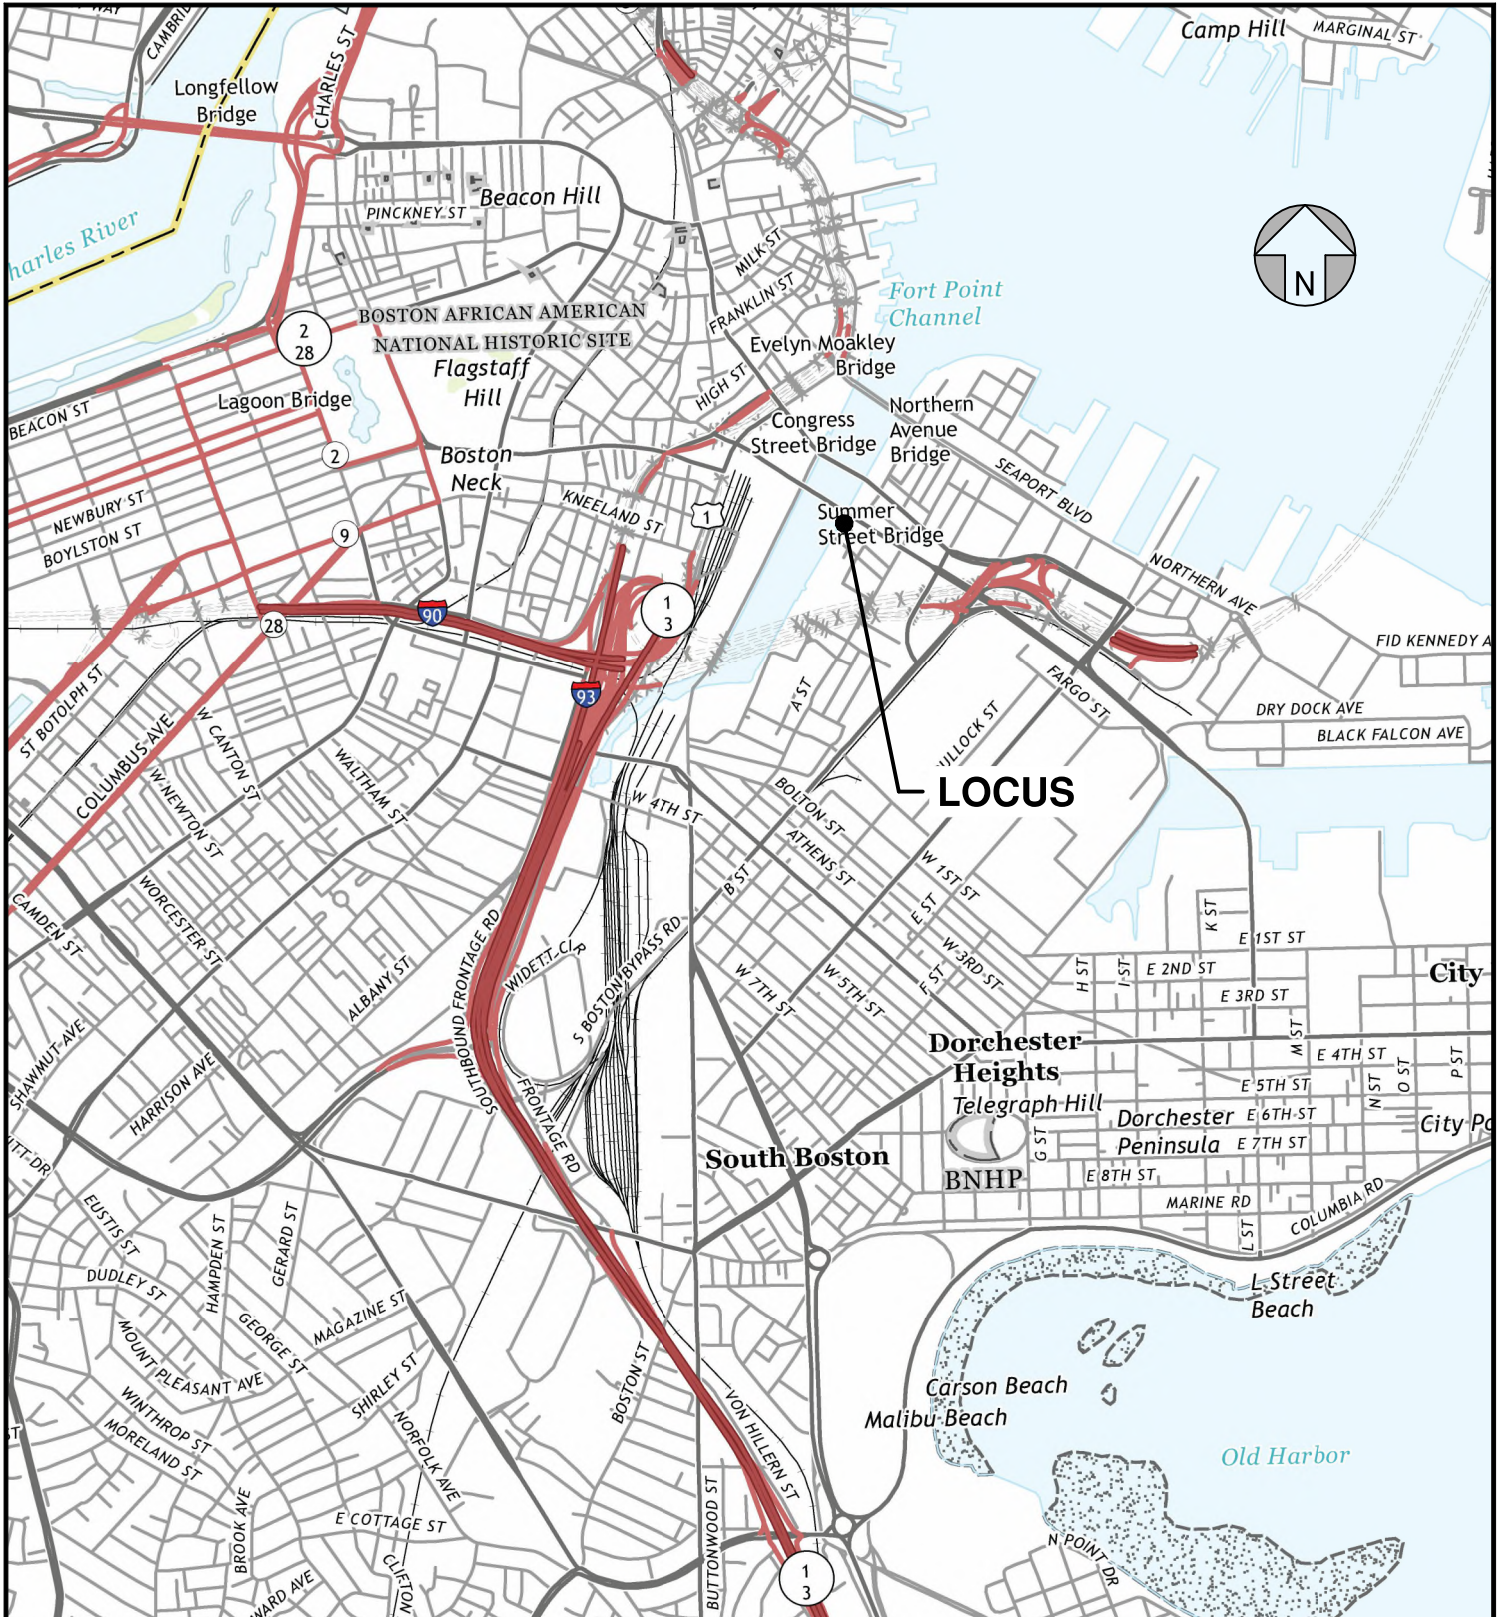 WAY
CAMBRID
CHARLES ST
Camp Hill
MARGINAL ST
Longfellow
Bridge
Beacon Hill
PINCKNEY ST
harles River
N
MILK ST
FRANKLIN ST
Fort Point
Channel
BOSTON AFRICAN AMERICAN
NATIONAL HISTORIC SITE
2
28
Evelyn Moakley
Bridge
Flagstaff
Hill
HIGH ST
Lagoon Bridge
BEACON ST
Northern
Avenue
Bridge
Congress
Street Bridge
2
Boston
Neck
SEAPORT BLVD
NEWBURY ST
BOYLSTON ST
KNEELAND ST
1
9
Summer
Street Bridge
NORTHERN AVE
90
1
3
28
FID KENNEDY A
93
ST BOTOLPH ST
COLUMBUS AVE
W CANTON ST
W NEWTON ST
WALTHAM ST
A ST
FARGO ST
DRY DOCK AVE
BLACK FALCON AVE
ULLOCK ST
LOCUS
W 4TH ST
BOLTON ST
ATHENS ST
B ST
W 1ST ST
E ST
CAMDEN ST
WORCESTER ST
ALBANY ST
SOUTHBOUND FRONTAGE RD
WIDETT CIR
S BOSTON BYPASS RD
W 7TH ST
W 5TH ST
F ST
W 3RD ST
K ST
E 1ST ST
H ST
I ST
E 2ND ST
E 3RD ST
City
M ST
SHAWMUT AVE
HARRISON AVE
FRONTAGE RD
Dorchester
Heights
E 4TH ST
E 5TH ST
N ST
O ST
P ST
Telegraph Hill
Dorchester
Peninsula
E 6TH ST
E 7TH ST
City Po
G ST
South Boston
BNHP
E 8TH ST
MARINE RD
COLUMBIA RD
L ST
ITT DR
EUSTIS ST
HAMPDEN ST
GERARD ST
DUDLEY ST
L Street
Beach
MAGAZINE ST
GEORGE ST
MOUNT PLEASANT AVE
SHIRLEY ST
BOSTON ST
Carson Beach
Malibu Beach
WINTHROP ST
MORELAND ST
NORFOLK AVE
VON HILLERN ST
Old Harbor
ST
BROOK AVE
E COTTAGE ST
BUTTONWOOD ST
N POINT DR
CLIFTON
WARD AVE
1
3